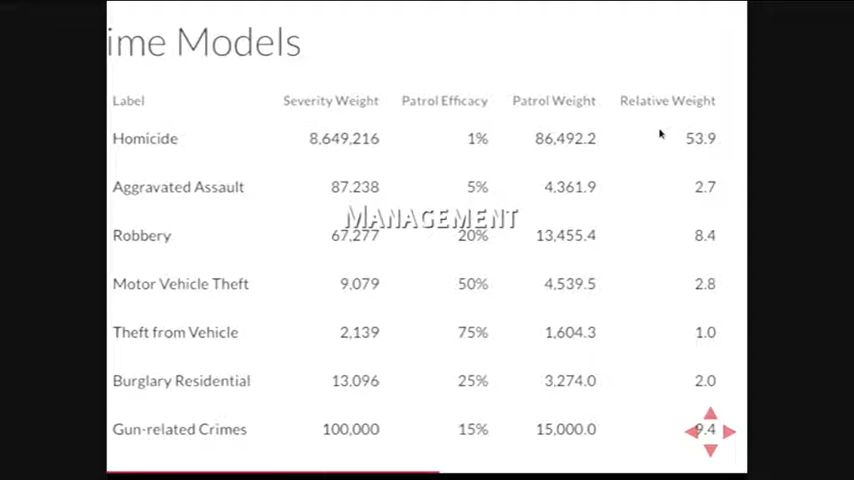 ime Models
Label Severity Weight Patrol Efficacy Patrol Weight Relative Weight
Homicide 8,649,216 1% 86,492.2 53.9
Aggravated Assault 87.238 5% 4,361.9 2.7
MANAGEMENT
Robbery 67,277 20% 13,455.4 8.4
Motor Vehicle Theft 9,079 50% 4,539.5 2.8
Theft from Vehicle 2,139 75% 1,604.3 1.0
Burglary Residential 13,096 25% 3,274.0 2.0
Gun-related Crimes 100,000 15% 15,000.0 9.4